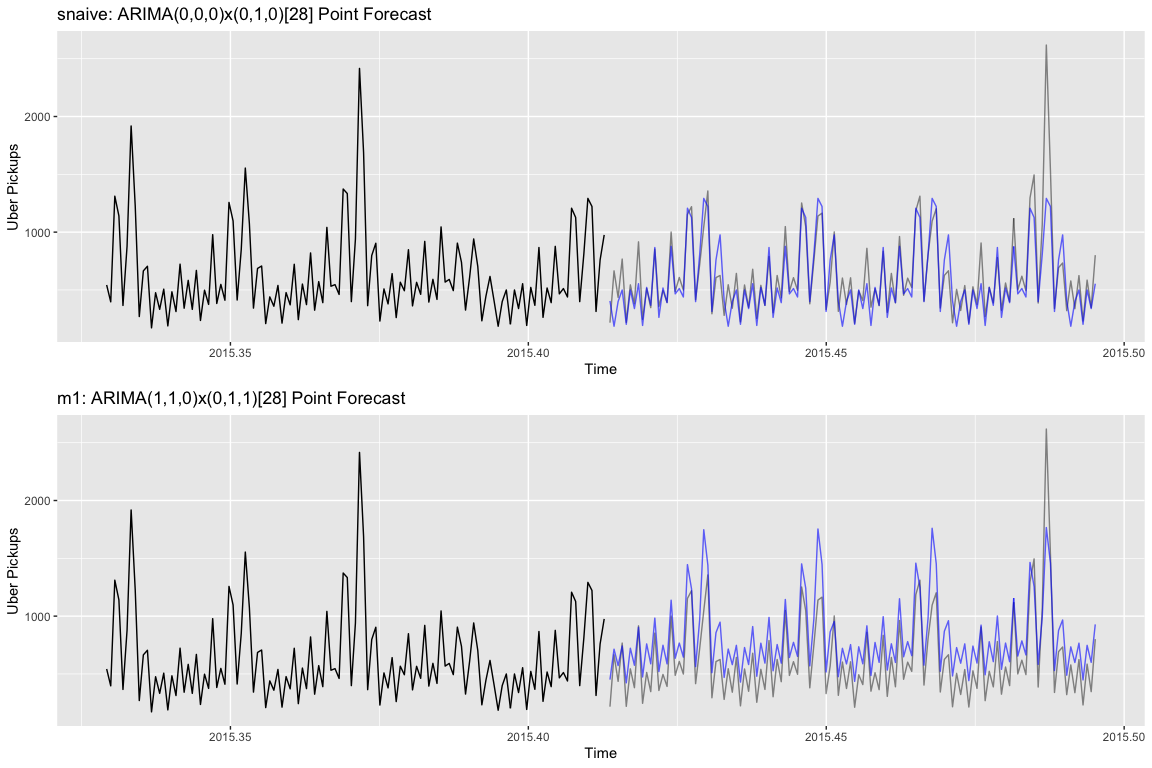 snaive: ARIMA(0,0,0)x(0,1,0)[28] Point Forecast
Uber Pickups
2000
1000
2015.35
2015.40
2015.45
2015.50
Time
m1: ARIMA(1,1,0)x(0,1,1)[28] Point Forecast
Uber Pickups
2000
1000
2015.35
2015.40
2015.45
2015.50
Time